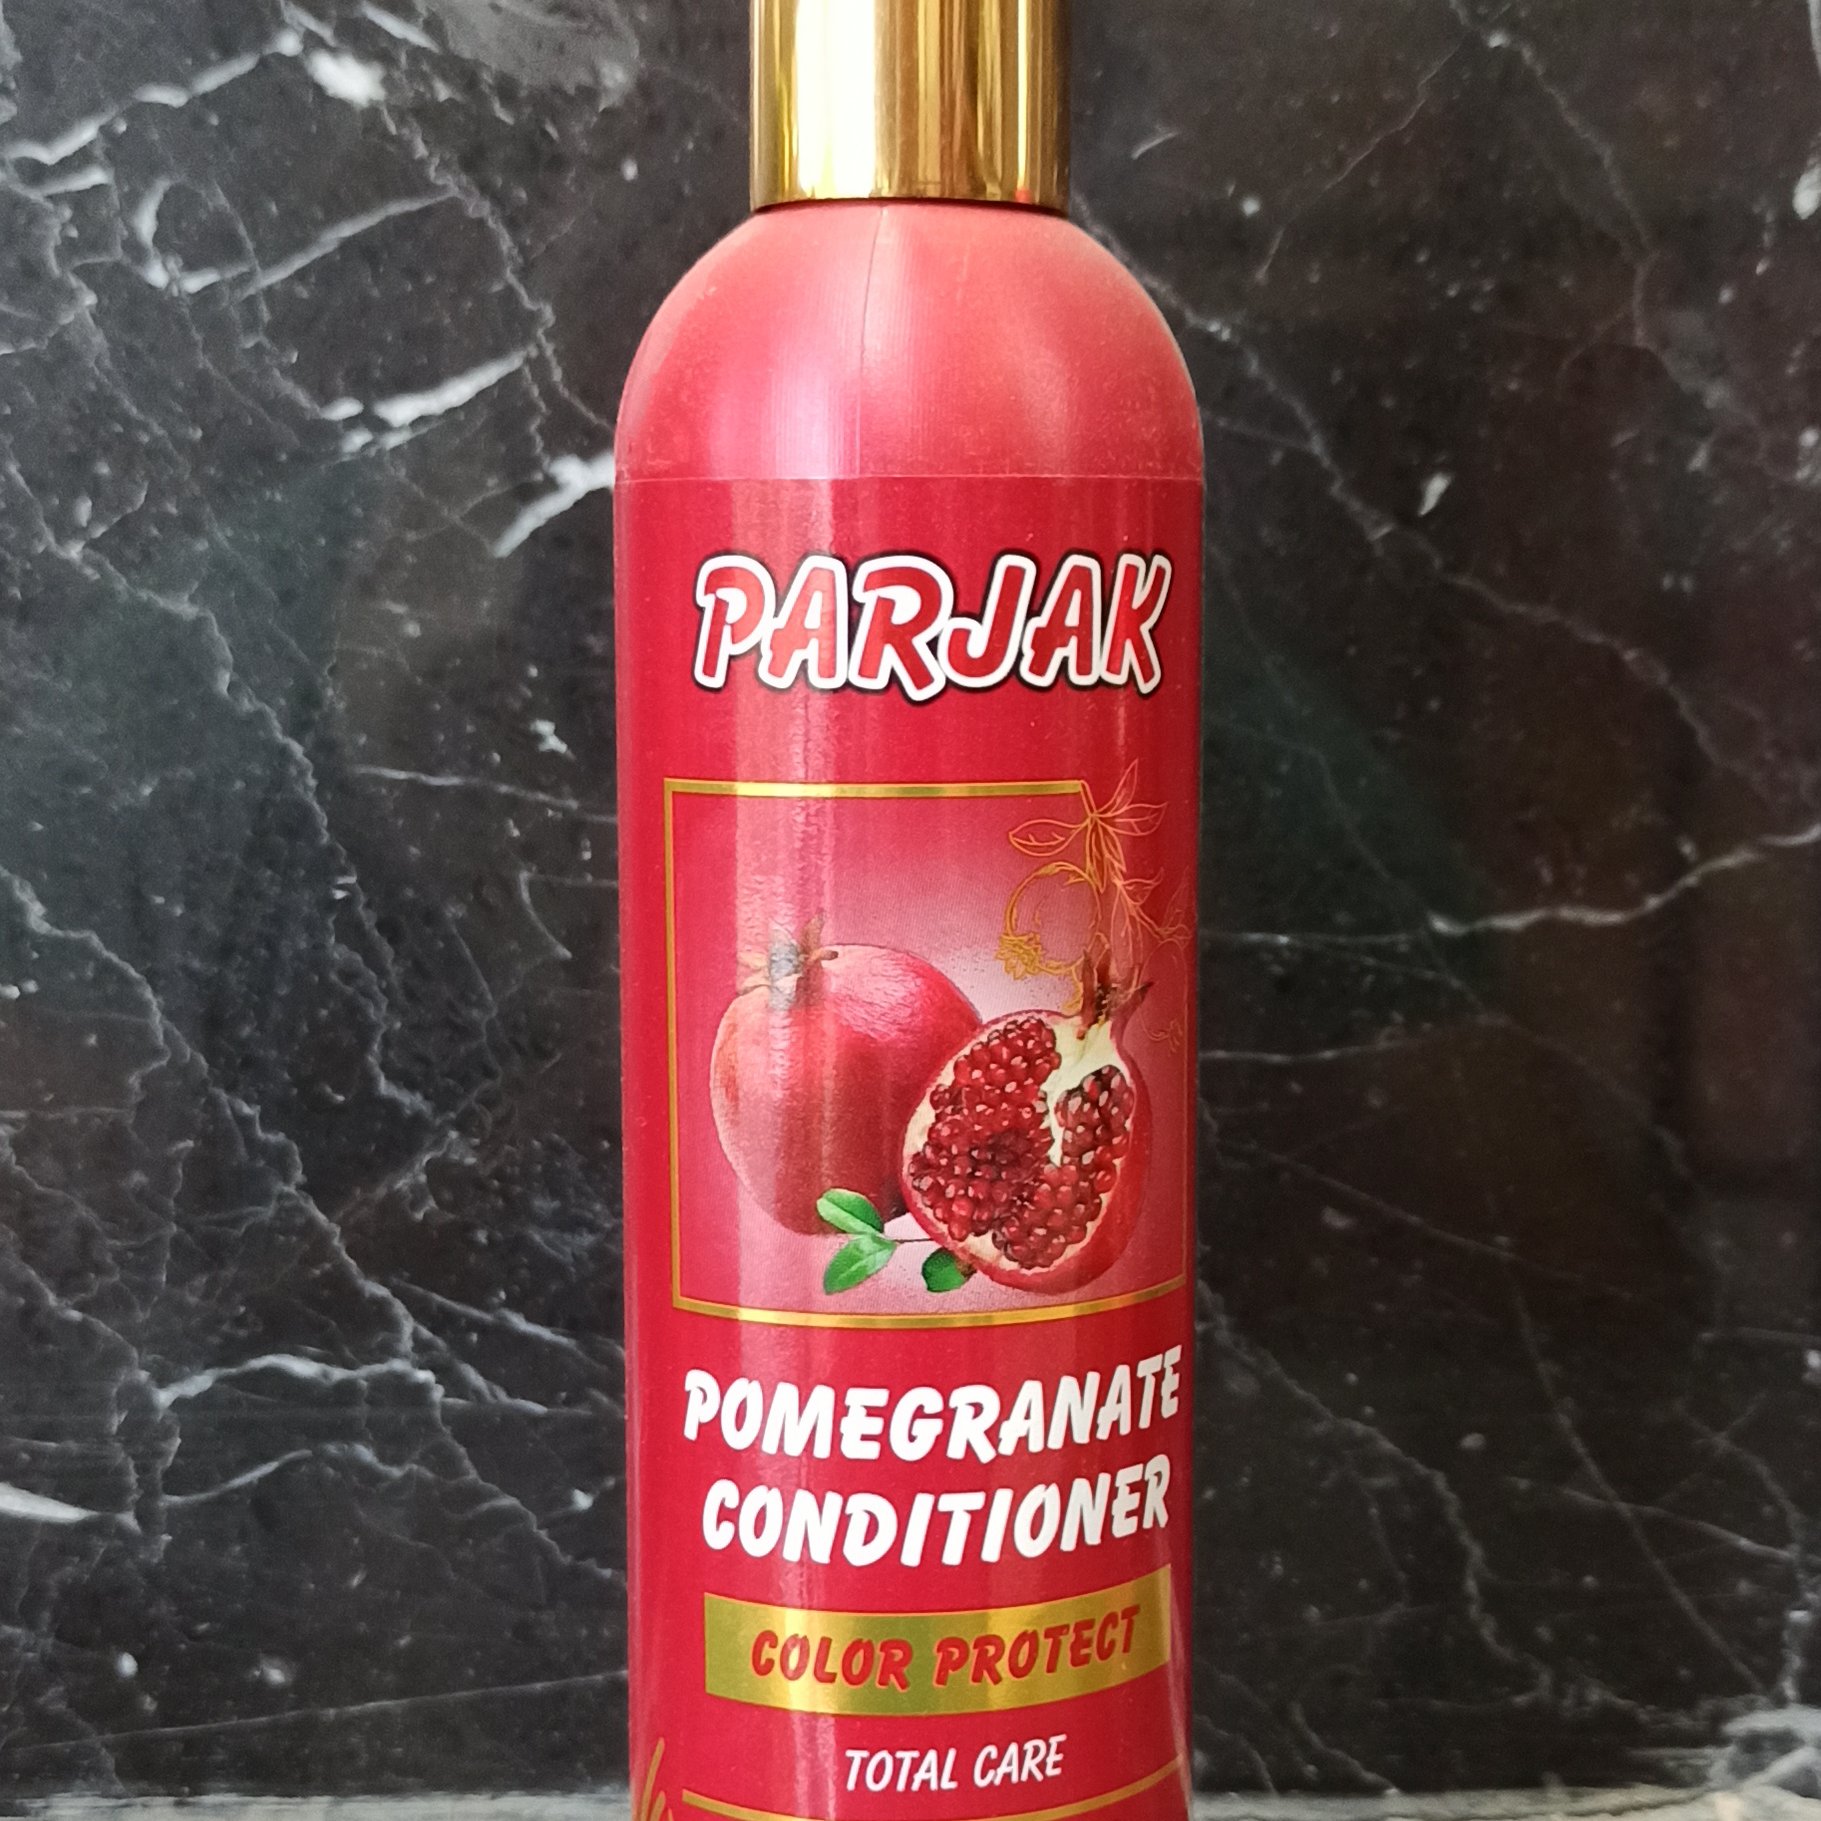 PARJAK
POMEGRANATE
CONDITIONER
COLOR PROTECT
TOTAL CARE